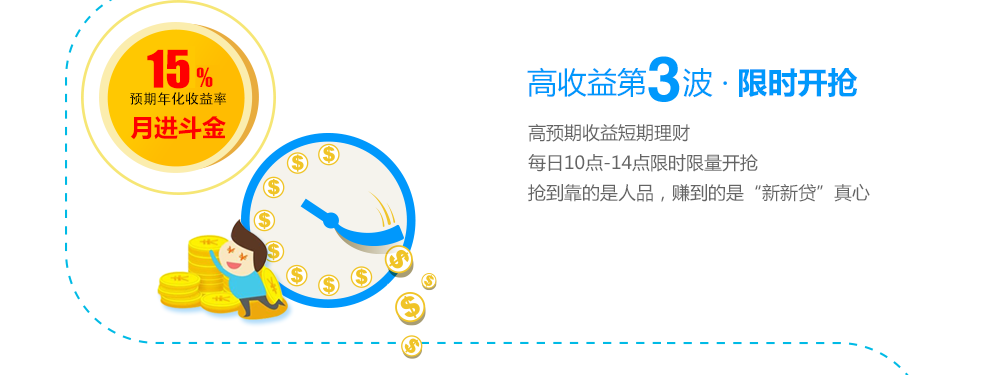 15%
预期年化收益率
月进斗金
高收益第3波·限时开抢
高预期收益短期理财
每日10点-14点限时限量开抢
抢到靠的是人品，赚到的是“新新贷”真心